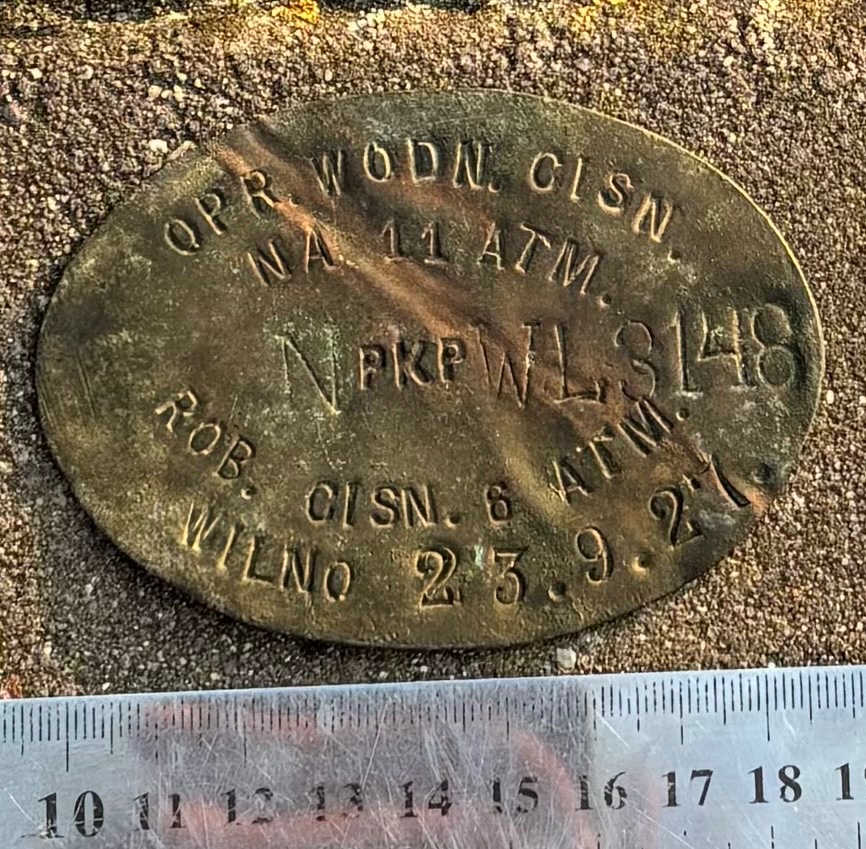 OPR. WODN. CISN.
NA 11 ATM.
N PKP WL 3148
ROB. CISN. 6 ATM.
WILNO 23.9.27.
10 11 12 13 14 15 16 17 18